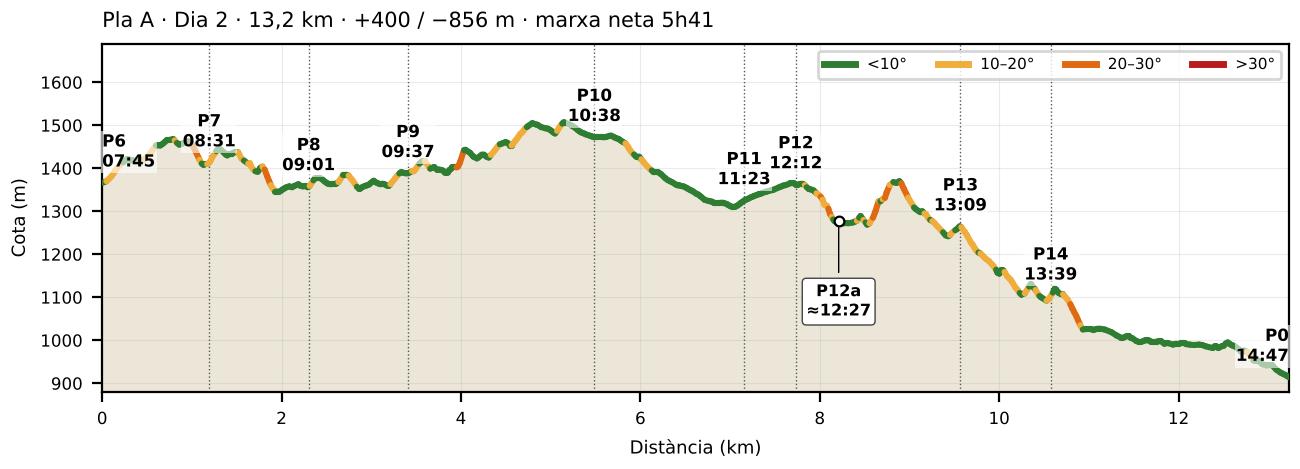 Pla A · Dia 2 · 13,2 km · +400 / −856 m · marxa neta 5h41
<10°
10–20°
20–30°
>30°
P6
07:45
P7
08:31
P8
09:01
P9
09:37
P10
10:38
P11
11:23
P12
12:12
P12a
≈12:27
P13
13:09
P14
13:39
P0
14:47
Cota (m)
1600
1500
1400
1300
1200
1100
1000
900
0
2
4
6
8
10
12
Distància (km)